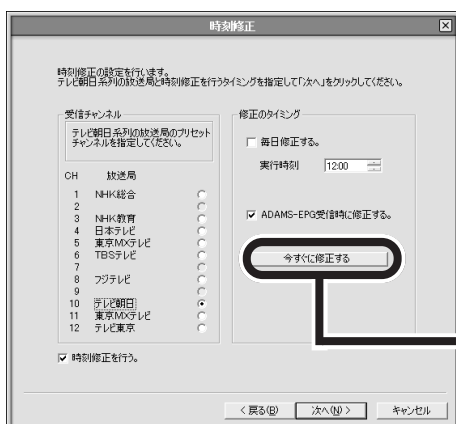 時刻修正
時刻修正の設定を行います。
テレビ朝日系列の放送局と時刻修正を行うタイミングを指定して「次へ」をクリックしてください。
受信チャンネル
テレビ朝日系列の放送局のプリセット
チャンネルを指定してください。
CH 放送局
1 NHK総合
2
3 NHK教育
4 日本テレビ
5 東京MXテレビ
6 TBSテレビ
7
8 フジテレビ
9
10 テレビ朝日
11 東京MXテレビ
12 テレビ東京
修正のタイミング
毎日修正する。
実行時刻 12:00
ADAMS-EPG受信時に修正する。
今すぐに修正する
時刻修正を行う。
< 戻る(B) 次へ(N) > キャンセル